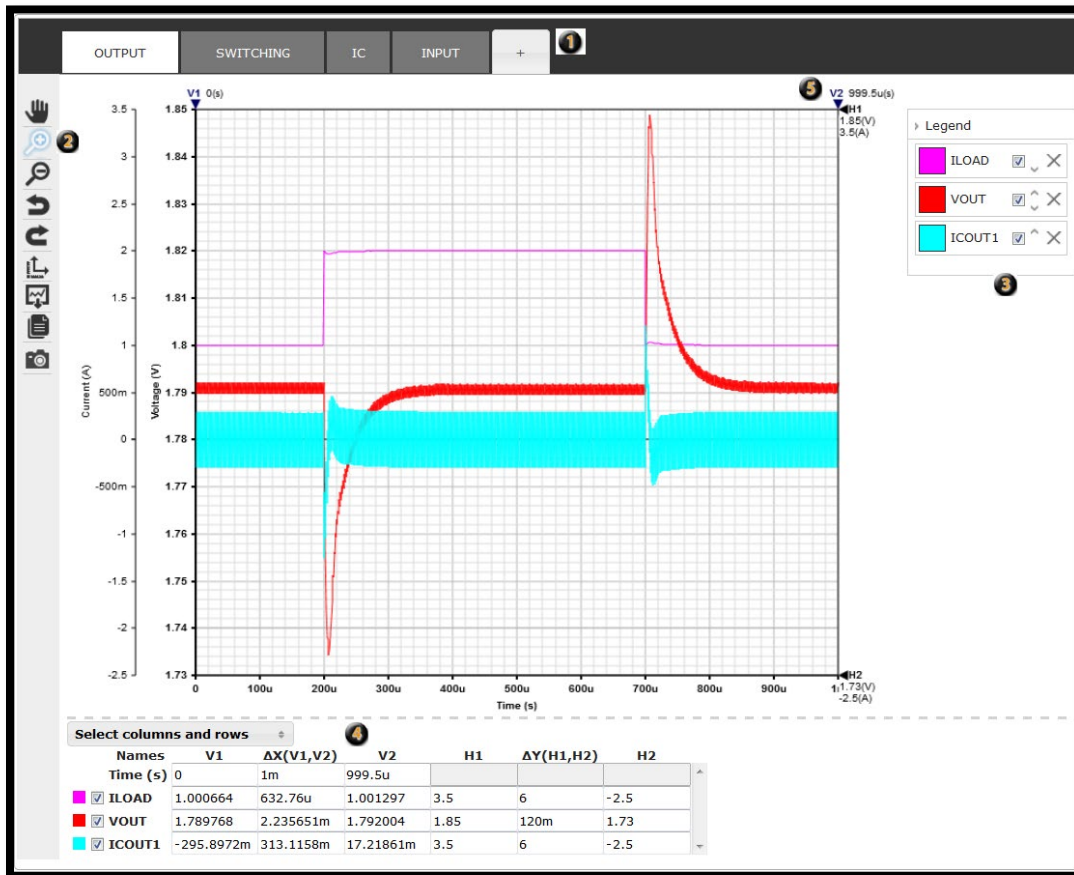 OUTPUT SWITCHING IC INPUT + 1
5
V1 0(s) V2 999.5u(s)
H1
1.85(V)
3.5(A)
2
Legend
ILOAD
VOUT
ICOUT1
3
Current (A)
3.5
3
2.5
2
1.5
1
500m
0
-500m
-1
-1.5
-2
-2.5
Voltage (V)
1.85
1.84
1.83
1.82
1.81
1.8
1.79
1.78
1.77
1.76
1.75
1.74
1.73
H2
1.73(V)
-2.5(A)
0 100u 200u 300u 400u 500u 600u 700u 800u 900u
Time (s)
Select columns and rows 4
Names V1 ΔX(V1,V2) V2 H1 ΔY(H1,H2) H2
Time (s) 0 1m 999.5u
ILOAD 1.000664 632.76u 1.001297 3.5 6 -2.5
VOUT 1.789768 2.235651m 1.792004 1.85 120m 1.73
ICOUT1 -295.8972m 313.1158m 17.21861m 3.5 6 -2.5